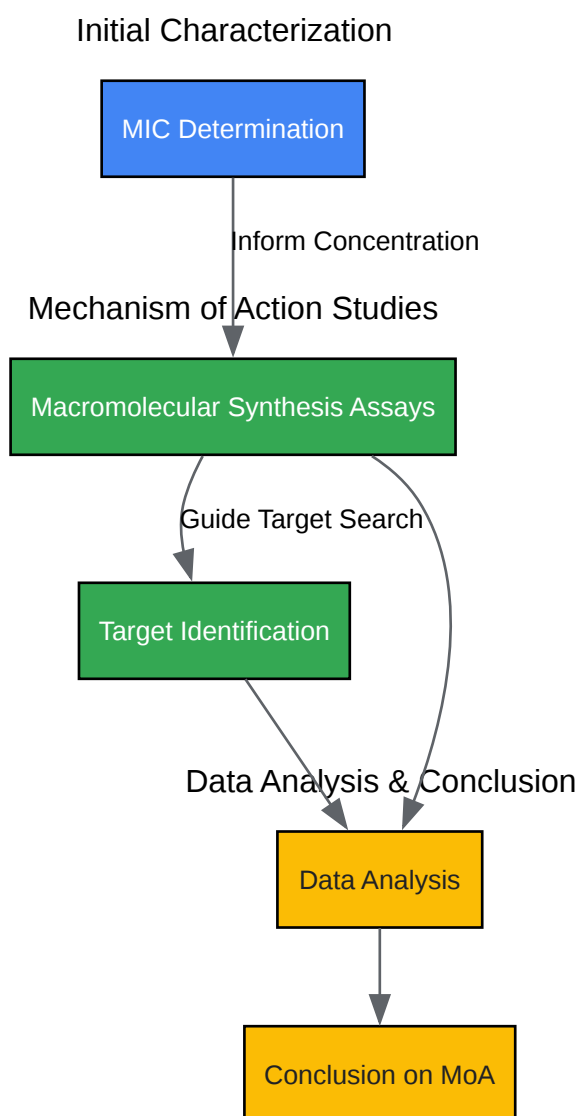 Initial Characterization
MIC Determination
Inform Concentration
Mechanism of Action Studies
Macromolecular Synthesis Assays
Guide Target Search
Target Identification
Data Analysis & Conclusion
Data Analysis
Conclusion on MoA